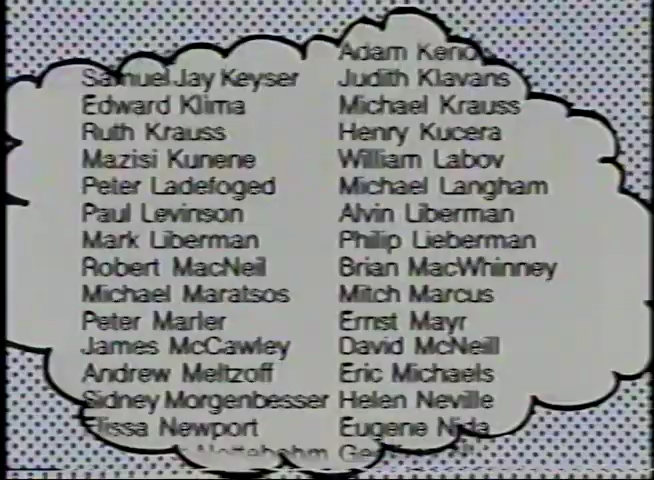 Adam
Samuel Jay Keyser Judith Klavans
Edward Klima Michael Krauss
Ruth Krauss Henry Kucera
Mazisi Kunene William Labov
Peter Ladefoged Michael Langham
Paul Levinson Alvin Liberman
Mark Liberman Philip Lieberman
Robert MacNeil Brian MacWhinney
Michael Maratsos Mitch Marcus
Peter Marler Ernst Mayr
James McCawley David McNeill
Andrew Meltzoff Eric Michaels
Sidney Morgenbesser Helen Neville
Elissa Newport Eugene Nida